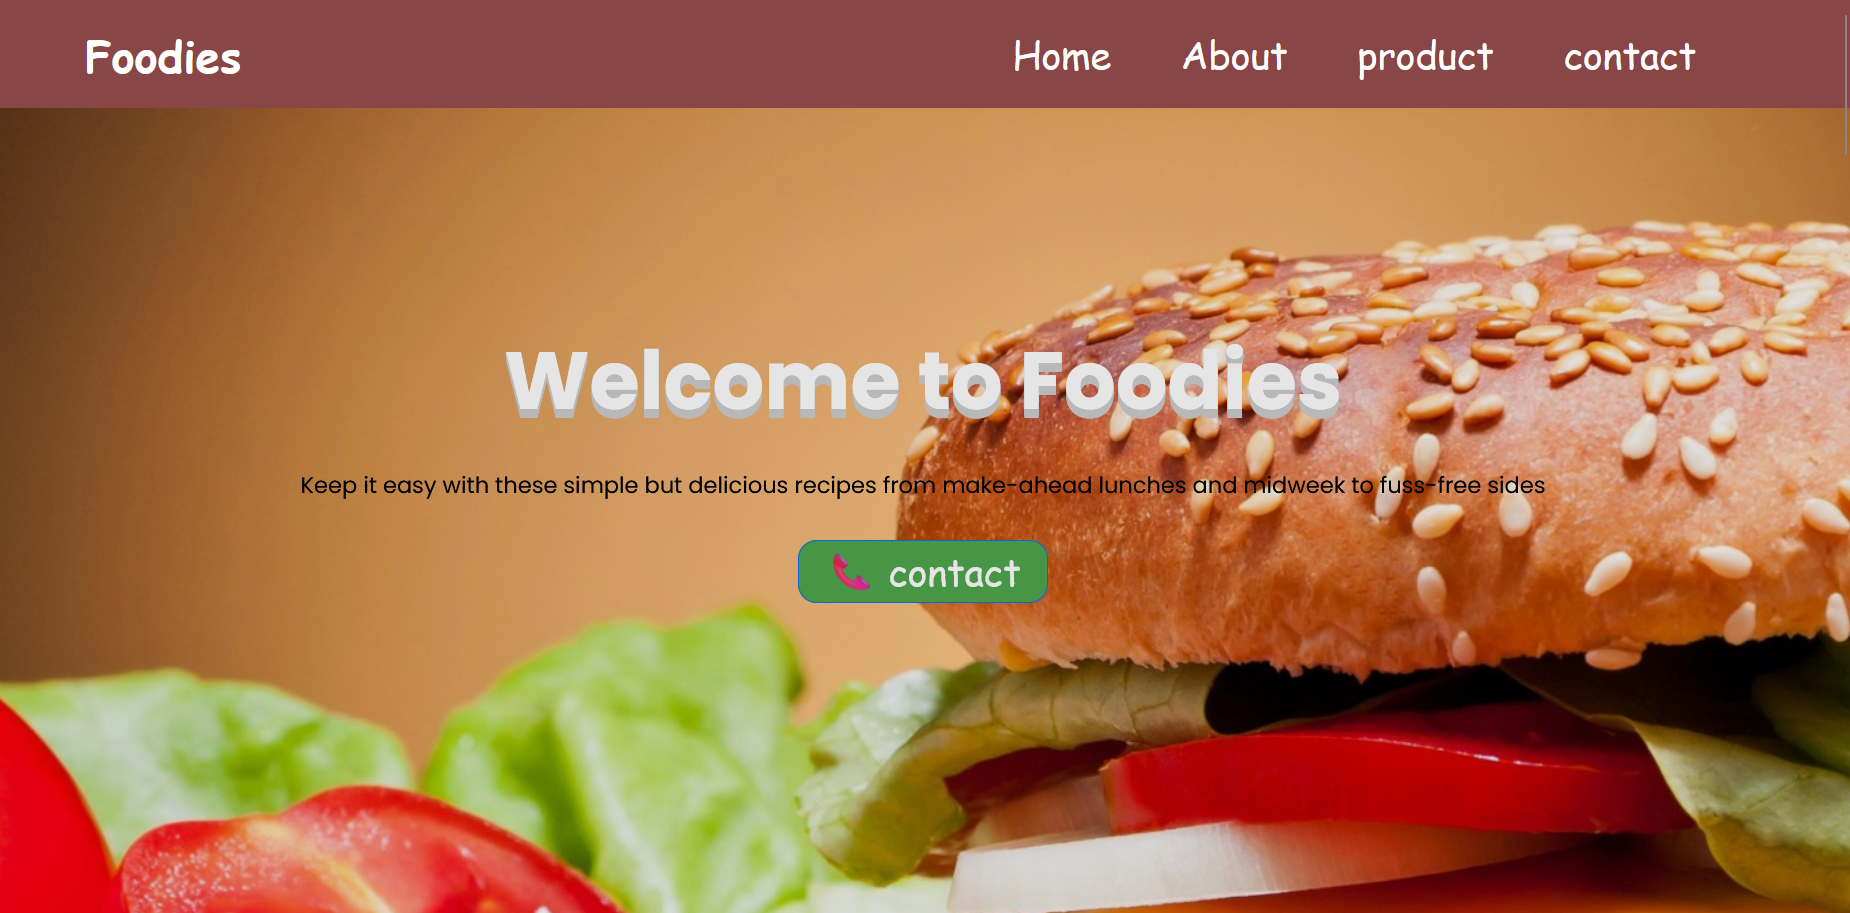 Foodies
Home About product contact
Welcome to Foodies
Keep it easy with these simple but delicious recipes from make-ahead lunches and midweek to fuss-free sides
contact